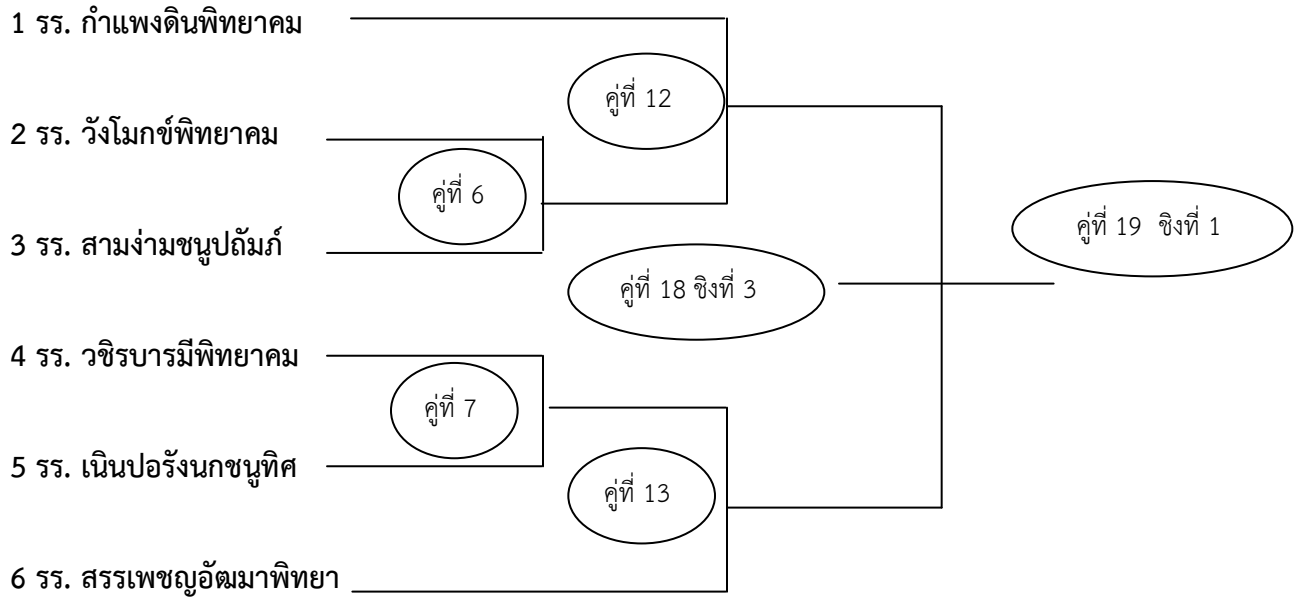 1 รร. กำแพงดินพิทยาคม
คู่ที่ 12
2 รร. วังโมกข์พิทยาคม
คู่ที่ 6
คู่ที่ 19 ชิงที่ 1
3 รร. สามง่ามชนูปถัมภ์
คู่ที่ 18 ชิงที่ 3
4 รร. วชิรบารมีพิทยาคม
คู่ที่ 7
5 รร. เนินปอรังนกชนูทิศ
คู่ที่ 13
6 รร. สรรเพชญอัฒมาพิทยา